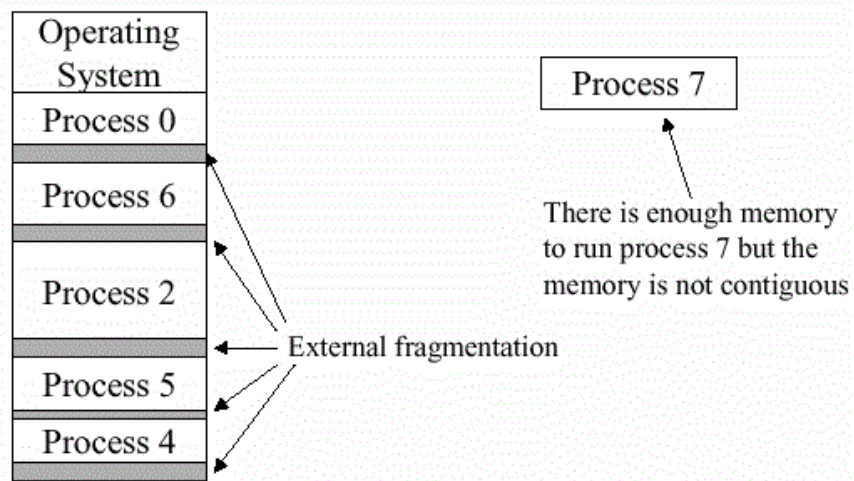 Operating
System
Process 0
Process 6
Process 2
Process 5
Process 4
External fragmentation
Process 7
There is enough memory
to run process 7 but the
memory is not contiguous